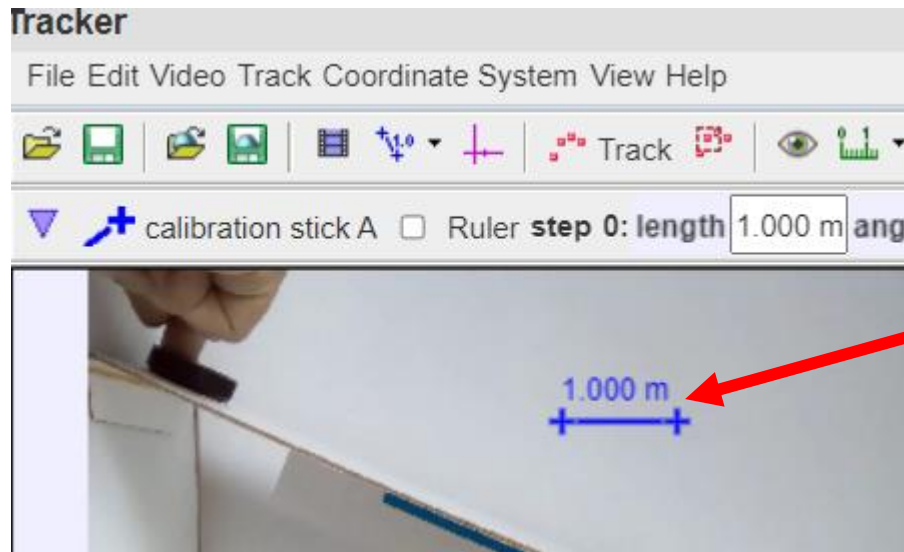 Tracker
File Edit Video Track Coordinate System View Help
Track
calibration stick A Ruler step 0: length 1.000 m ang
1.000 m